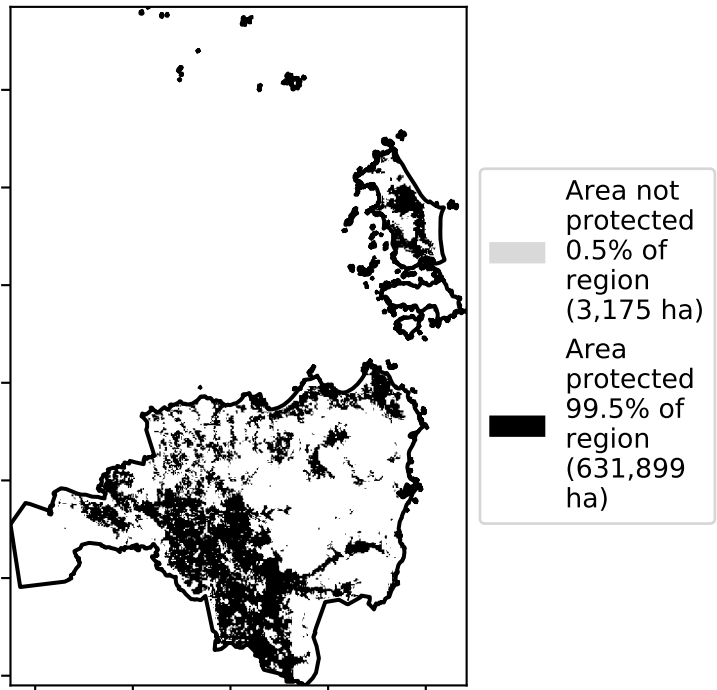 Area not
protected
0.5% of
region
(3,175 ha)
Area
protected
99.5% of
region
(631,899
ha)